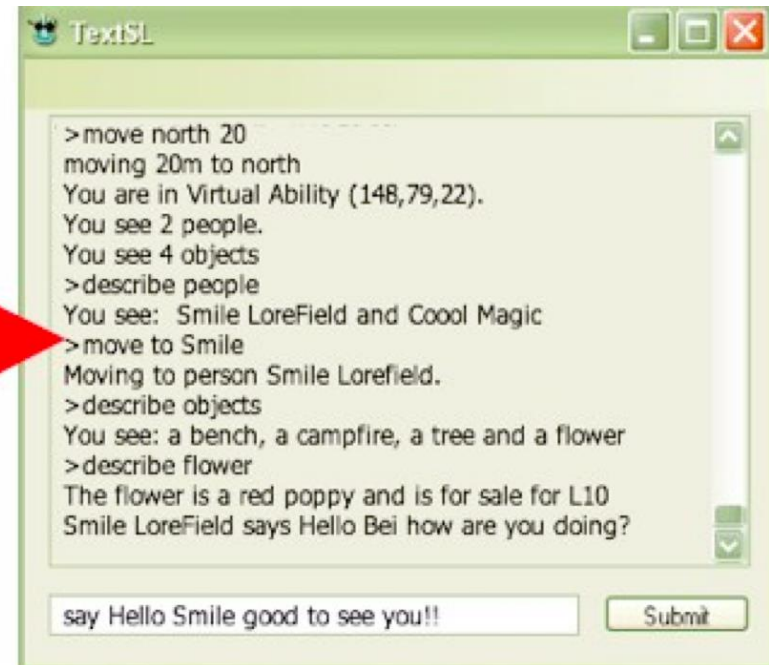 TextSL
>move north 20
moving 20m to north
You are in Virtual Ability (148,79,22).
You see 2 people.
You see 4 objects
>describe people
You see:  Smile LoreField and Coool Magic
>move to Smile
Moving to person Smile Lorefield.
>describe objects
You see: a bench, a campfire, a tree and a flower
>describe flower
The flower is a red poppy and is for sale for L10
Smile LoreField says Hello Bei how are you doing?
say Hello Smile good to see you!!
Submit